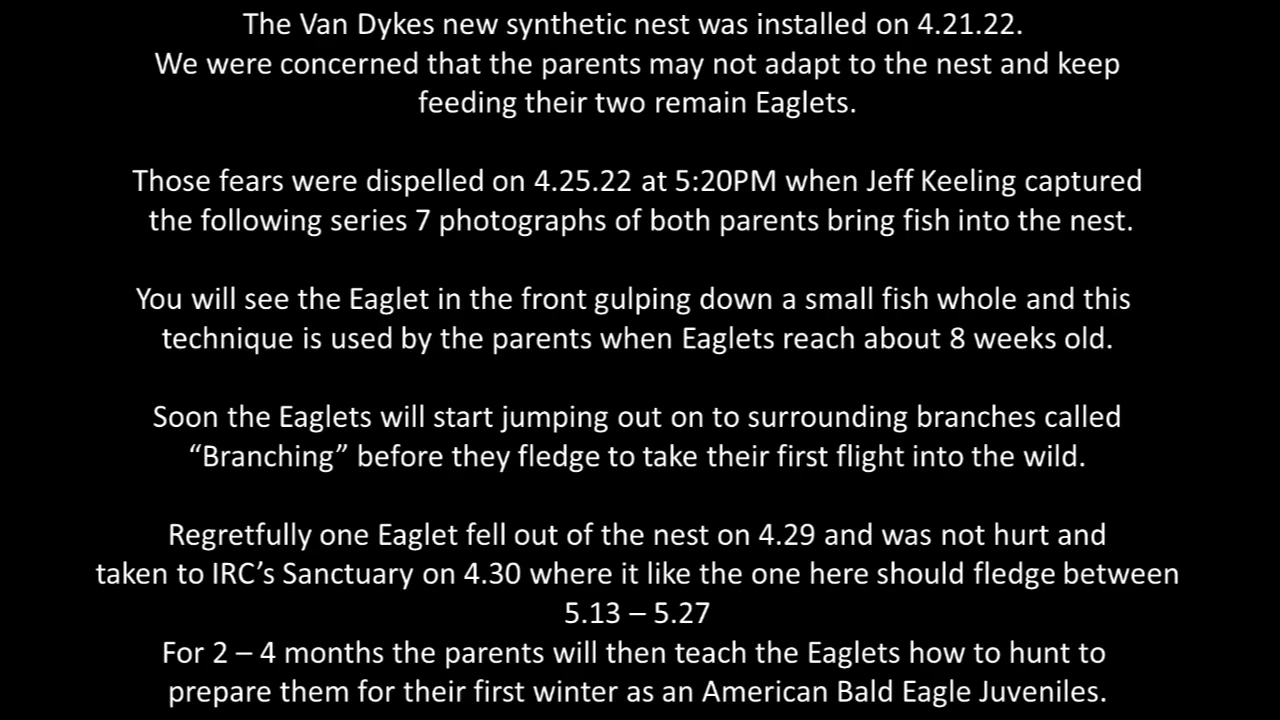 The Van Dykes new synthetic nest was installed on 4.21.22.
We were concerned that the parents may not adapt to the nest and keep
feeding their two remain Eaglets.
Those fears were dispelled on 4.25.22 at 5:20PM when Jeff Keeling captured
the following series 7 photographs of both parents bring fish into the nest.
You will see the Eaglet in the front gulping down a small fish whole and this
technique is used by the parents when Eaglets reach about 8 weeks old.
Soon the Eaglets will start jumping out on to surrounding branches called
“Branching” before they fledge to take their first flight into the wild.
Regretfully one Eaglet fell out of the nest on 4.29 and was not hurt and
taken to IRC’s Sanctuary on 4.30 where it like the one here should fledge between
5.13 – 5.27
For 2 – 4 months the parents will then teach the Eaglets how to hunt to
prepare them for their first winter as an American Bald Eagle Juveniles.